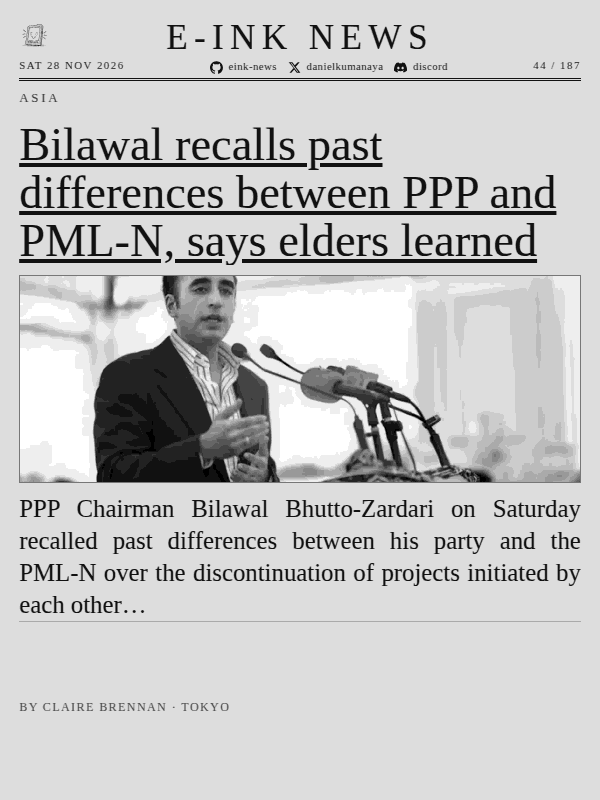 E-INK NEWS
SAT 28 NOV 2026
eink-news
danielkumanaya
discord
44 / 187
ASIA
Bilawal recalls past
differences between PPP and
PML-N, says elders learned
PPP Chairman Bilawal Bhutto-Zardari on Saturday
recalled past differences between his party and the
PML-N over the discontinuation of projects initiated by
each other…
BY CLAIRE BRENNAN · TOKYO